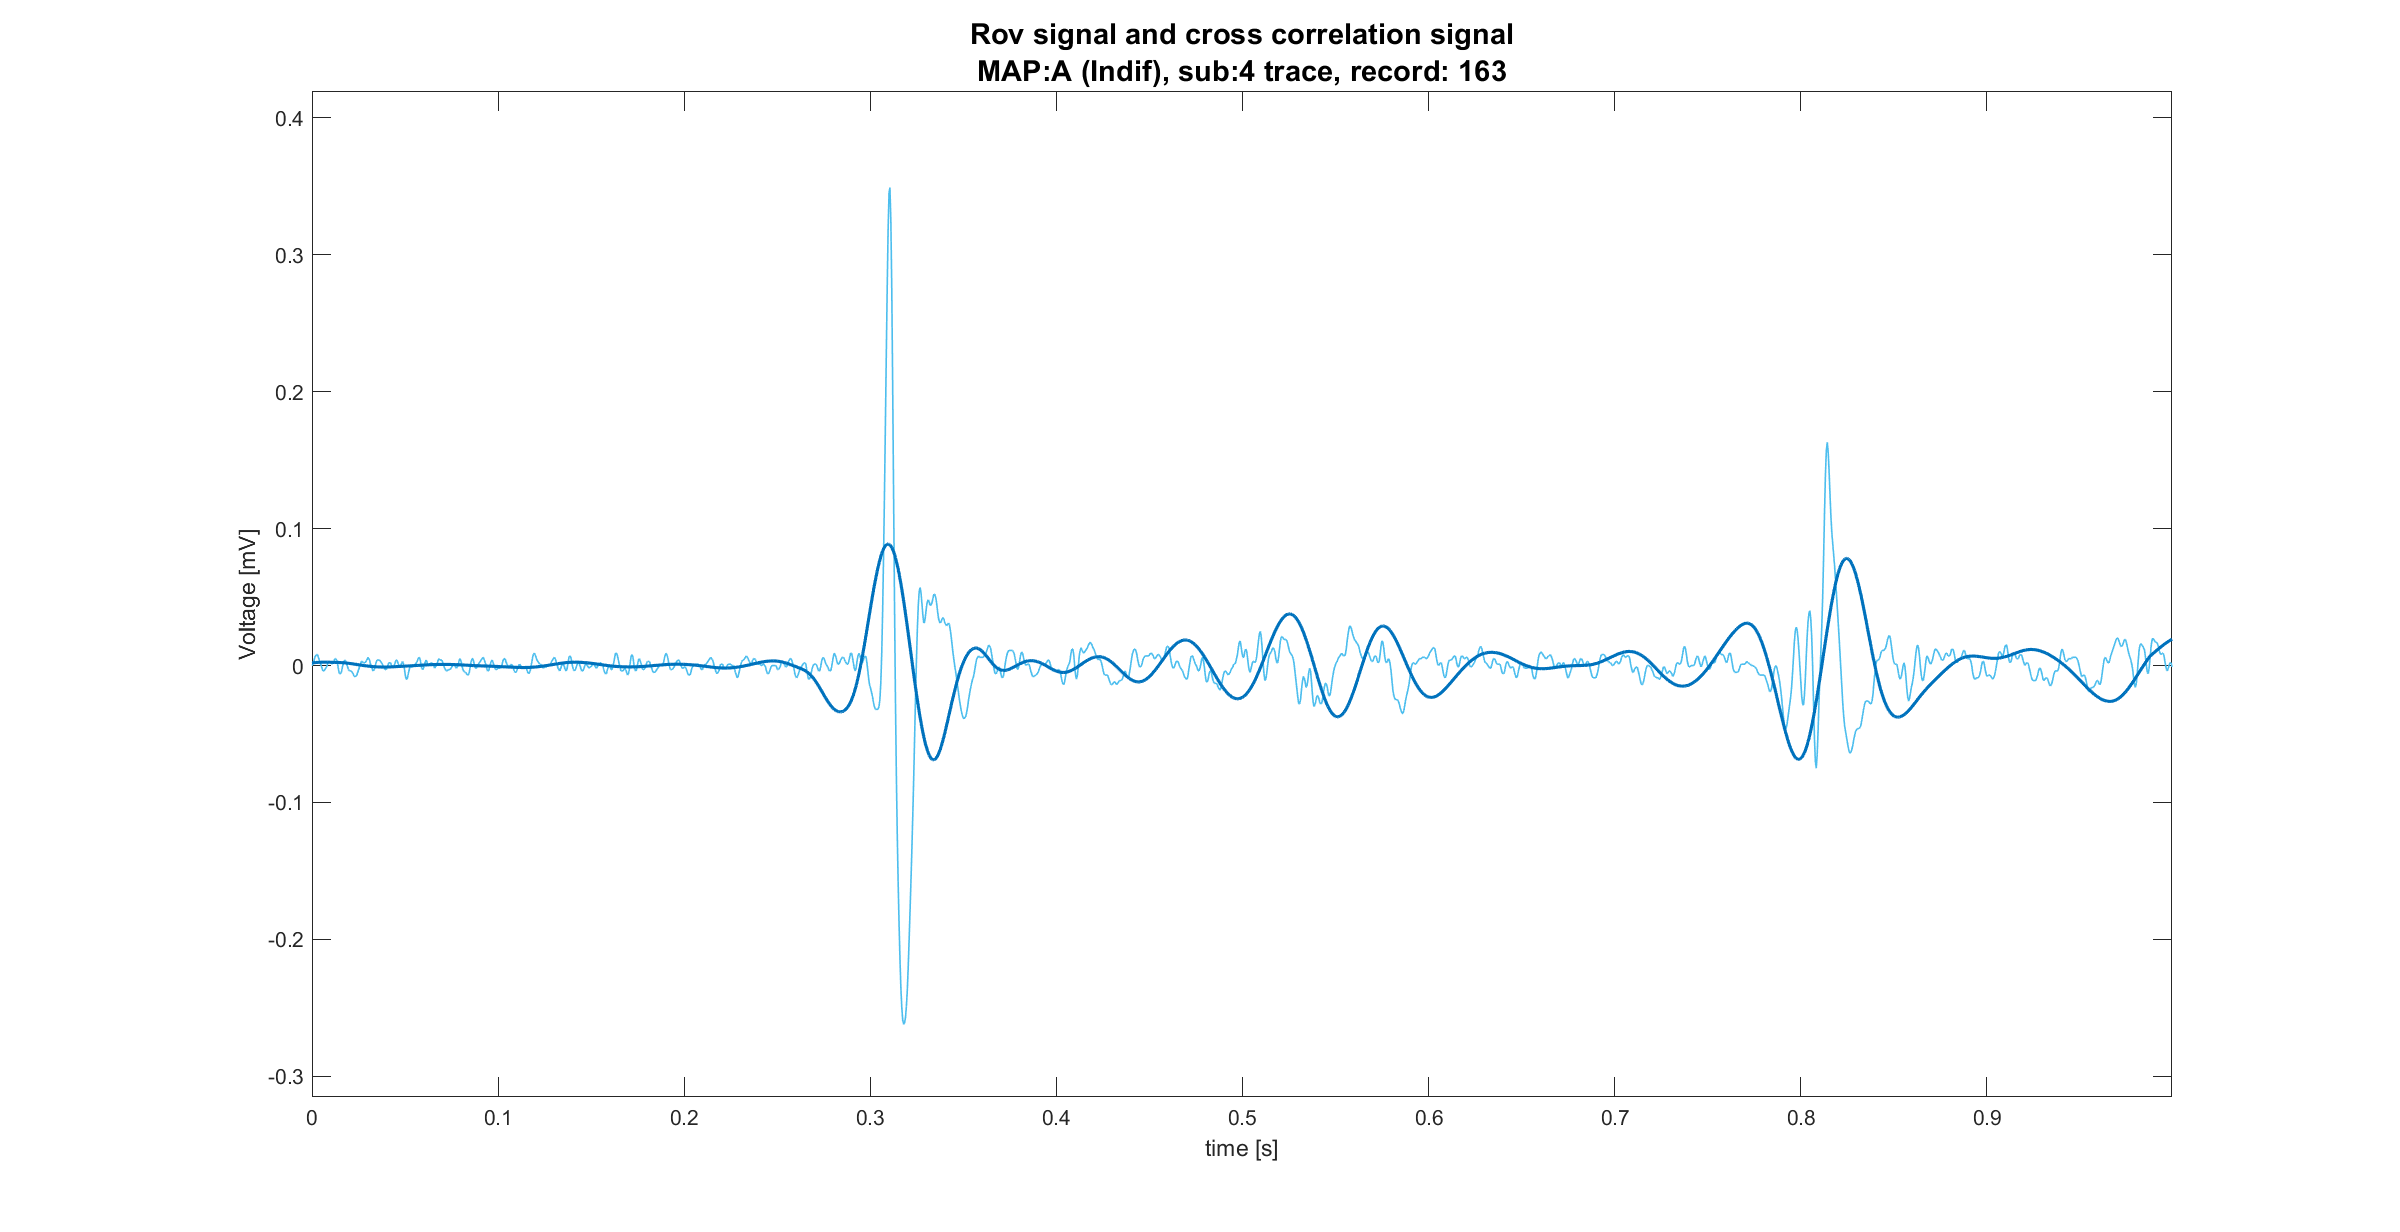 Rov signal and cross correlation signal
MAP:A (Indif), sub:4 trace, record: 163
0.4
0.3
0.2
0.1
0
-0.1
-0.2
-0.3
Voltage [mV]
0 0.1 0.2 0.3 0.4 0.5 0.6 0.7 0.8 0.9
time [s]